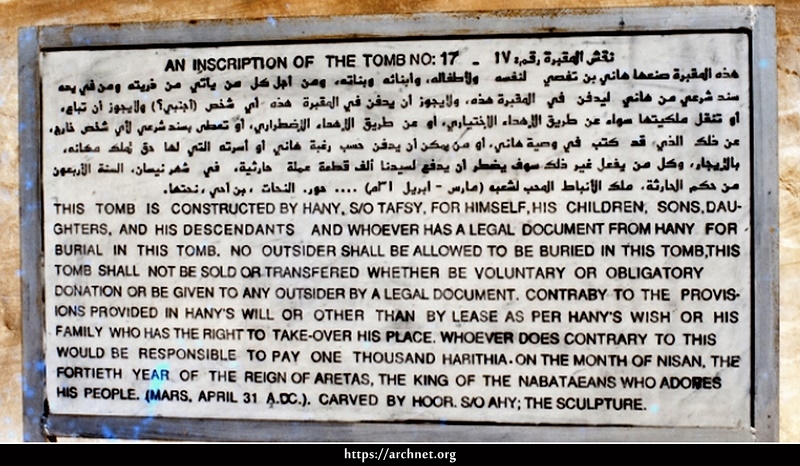 AN INSCRIPTION OF THE TOMB NO: 17 - نقش المقبرة رقم: ١٧
هذه المقبرة صنعها هاني بن تفصي لنفسه ولأطفاله، وأبنائه وبناته، ومن أجل كل من يأتي من ذريته ومن في يده
سند شرعي من هاني ليدفن في المقبرة هذه، ولايجوز أن يدفن في المقبرة هذه أي شخص (أجنبي؟) ولايجوز أن تباع،
أو تنقل ملكيتها سواء عن طريق الإهداء الإختياري، أو عن طريق الإهداء الإضطراري، أو تعطى بسند شرعي لأي شخص خارج،
عن ذلك الذي قد كتب في وصية هاني، أو من يمكن أن يدفن حسب رغبة هاني أو أسرته التي لها حق تملك مكانه،
بالإيجار، وكل من يفعل غير ذلك سوف يضطر أن يدفع لسيدنا ألف قطعة عملة حارثية، في شهر نيسان، السنة الأربعون
من حكم الحارثة، ملك الأنباط المحب لشعبه (مارس - ابريل ٣١م) .... حور، النحات، بن أحي، نحتها.
THIS TOMB IS CONSTRUCTED BY HANY, S/O TAFSY, FOR HIMSELF, HIS CHILDREN, SONS, DAU-
GHTERS, AND HIS DESCENDANTS AND WHOEVER HAS A LEGAL DOCUMENT FROM HANY FOR
BURIAL IN THIS TOMB. NO OUTSIDER SHALL BE ALLOWED TO BE BURIED IN THIS TOMB, THIS
TOMB SHALL NOT BE SOLD OR TRANSFERED WHETHER BE VOLUNTARY OR OBLIGATORY
DONATION OR BE GIVEN TO ANY OUTSIDER BY A LEGAL DOCUMENT. CONTRABY TO THE PROVIS-
IONS PROVIDED IN HANY'S WILL OR OTHER THAN BY LEASE AS PER HANY'S WISH OR HIS
FAMILY WHO HAS THE RIGHT TO TAKE-OVER HIS PLACE. WHOEVER DOES CONTRARY TO THIS
WOULD BE RESPONSIBLE TO PAY ONE THOUSAND HARITHIA. ON THE MONTH OF NISAN, THE
FORTIETH YEAR OF THE REIGN OF ARETAS, THE KING OF THE NABATAEANS WHO ADORES
HIS PEOPLE. (MARS, APRIL 31 A.DC.). CARVED BY HOOR. S/O AHY; THE SCULPTURE.
https://archnet.org